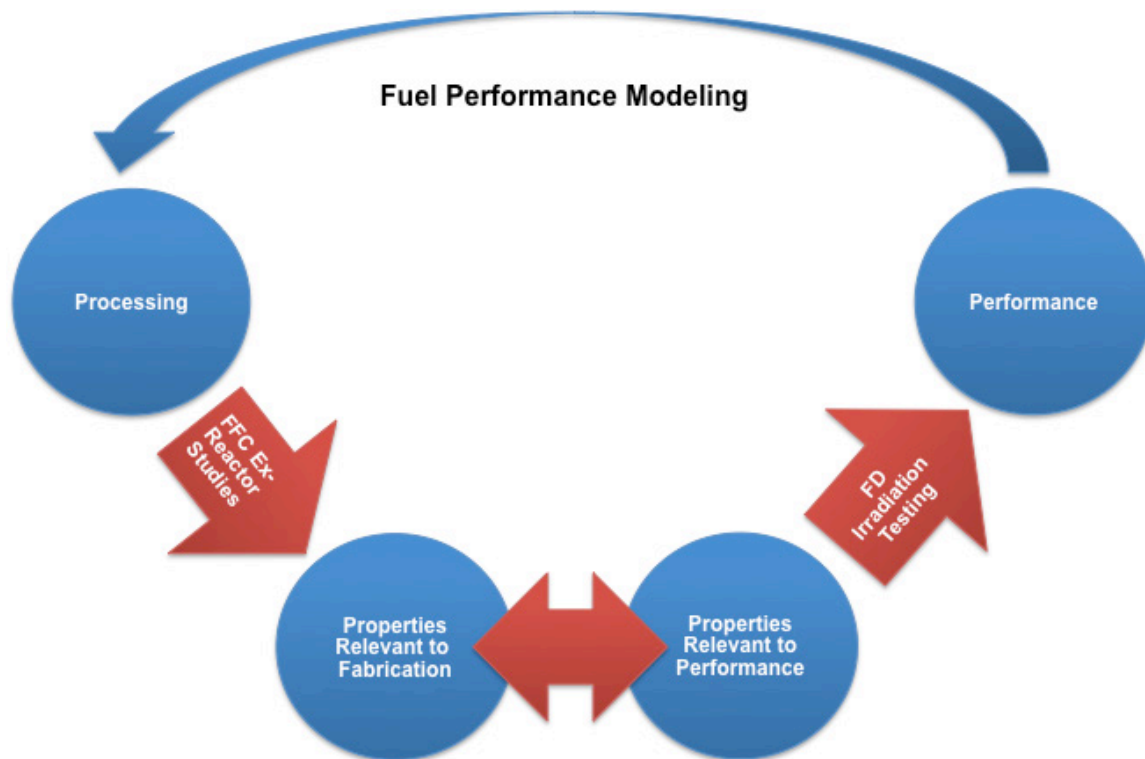 Fuel Performance Modeling
Processing
Performance
FFC Ex-
Reactor
Studies
FD
Irradiation
Testing
Properties
Relevant to
Fabrication
Properties
Relevant to
Performance